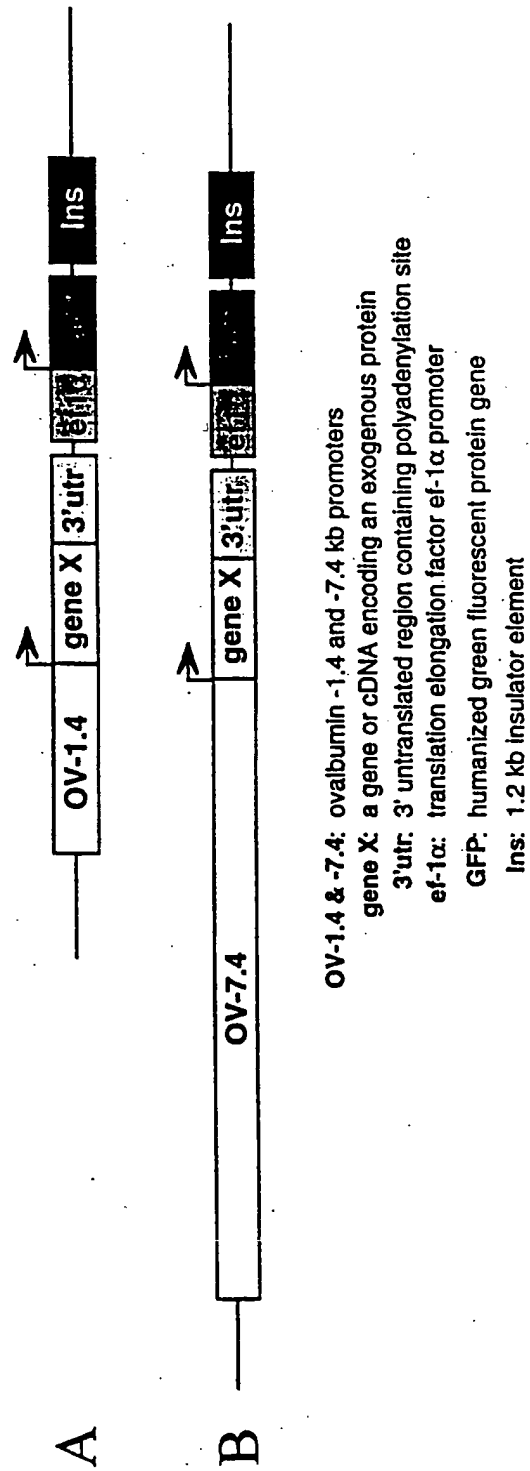 A
OV-1.4 gene X 3'utr ef1α Ins
B
OV-7.4 gene X 3'utr Ins
OV-1.4 & -7.4: ovalbumin -1.4 and -7.4 kb promoters
gene X: a gene or cDNA encoding an exogenous protein
3'utr: 3' untranslated region containing polyadenylation site
ef-1α: translation elongation factor ef-1α promoter
GFP: humanized green fluorescent protein gene
Ins: 1.2 kb insulator element